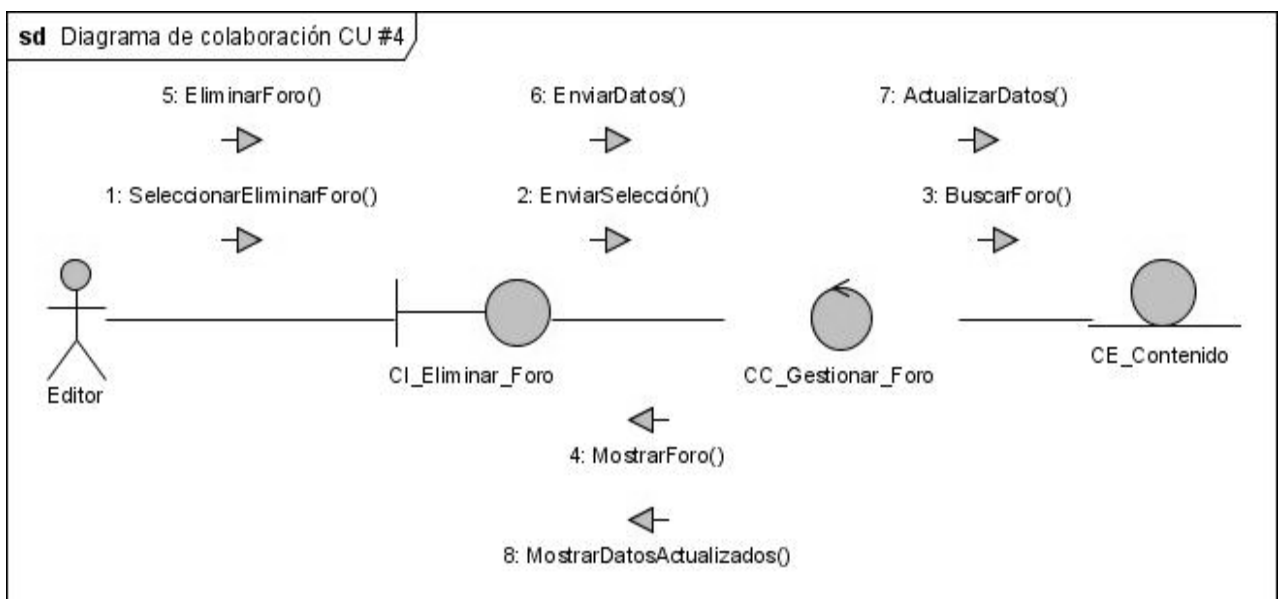 sd Diagrama de colaboración CU #4
5: EliminarForo()
6: EnviarDatos()
7: ActualizarDatos()
1: SeleccionarEliminarForo()
2: EnviarSelección()
3: BuscarForo()
Editor
CI_Eliminar_Foro
CC_Gestionar_Foro
CE_Contenido
4: MostrarForo()
8: MostrarDatosActualizados()